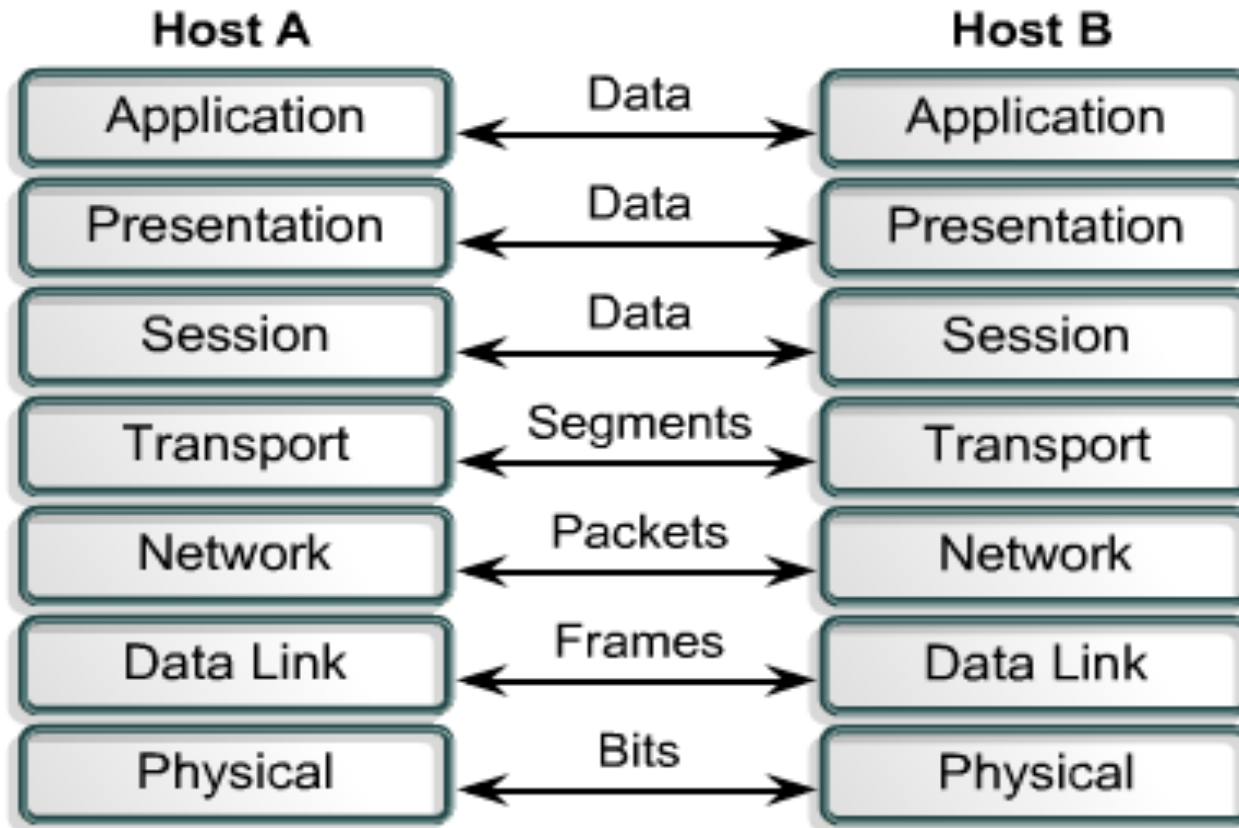 Host A Host B
Application Data Application
Presentation Data Presentation
Session Data Session
Transport Segments Transport
Network Packets Network
Data Link Frames Data Link
Physical Bits Physical